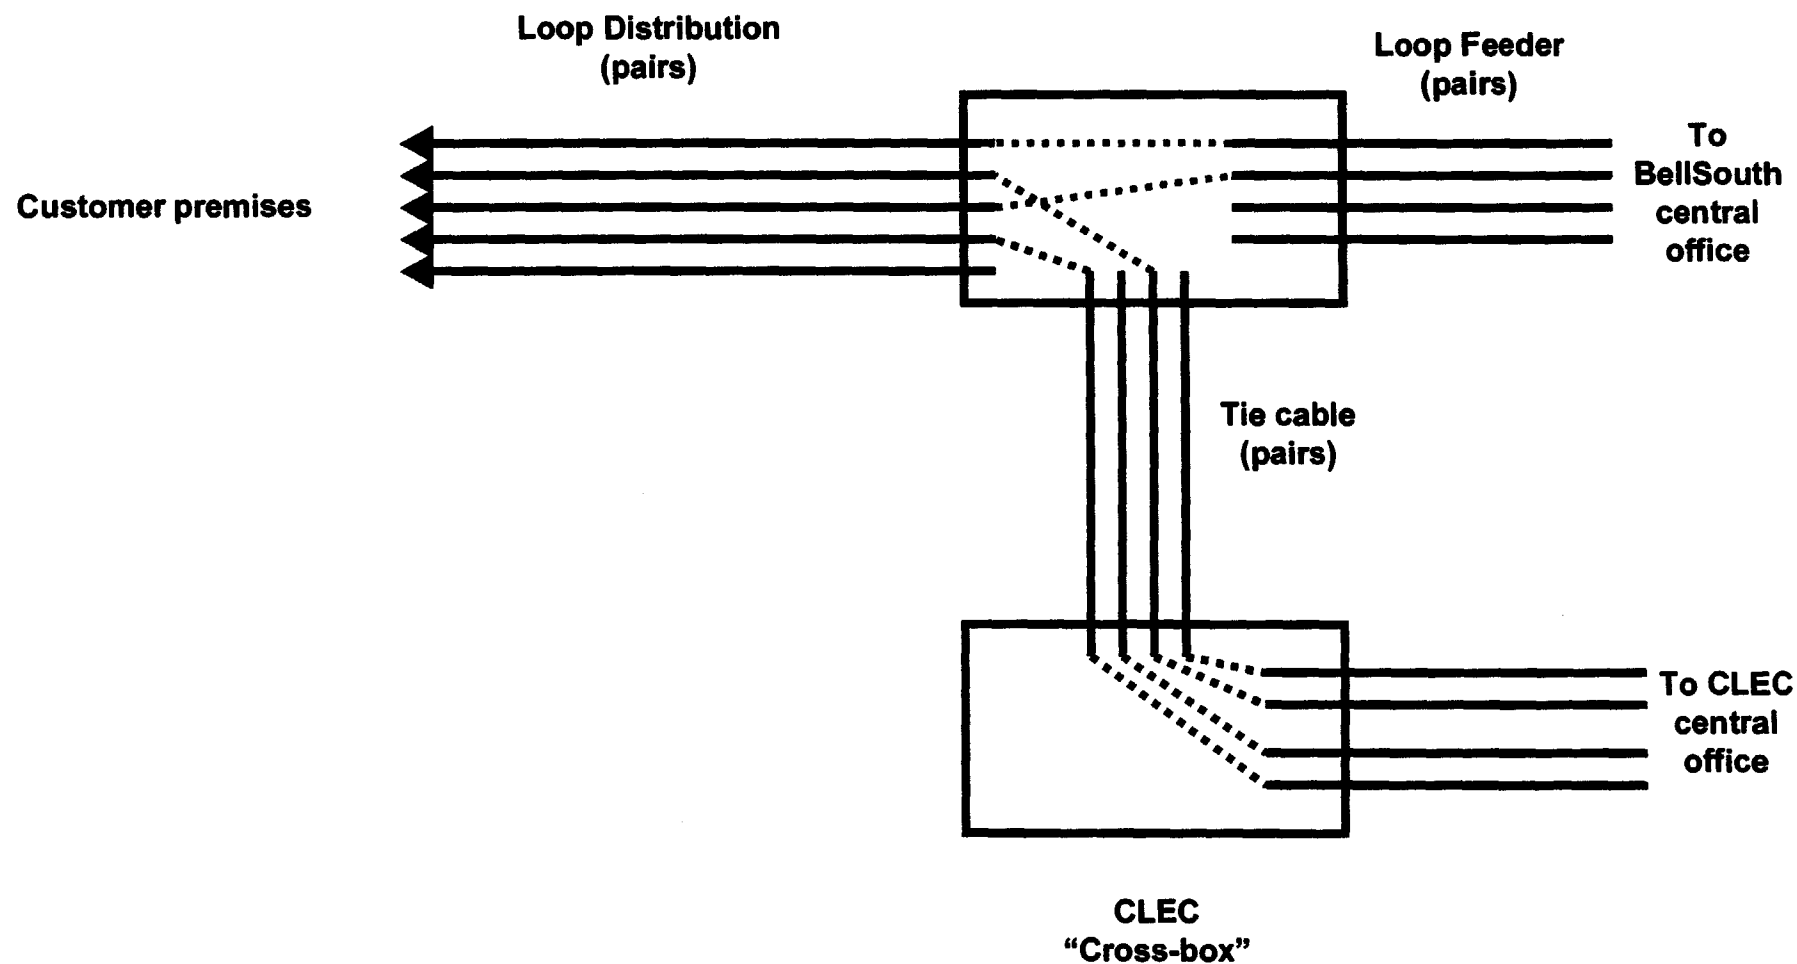 Loop Distribution
(pairs)
Loop Feeder
(pairs)
To
BellSouth
central
office
Customer premises
Tie cable
(pairs)
To CLEC
central
office
CLEC
“Cross-box”